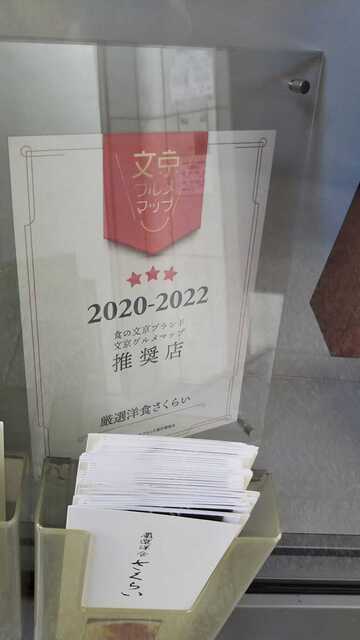 文京
グルメ
マップ
2020-2022
食の文京ブランド
文京グルメマップ
推奨店
厳選洋食さくらい
さくらい